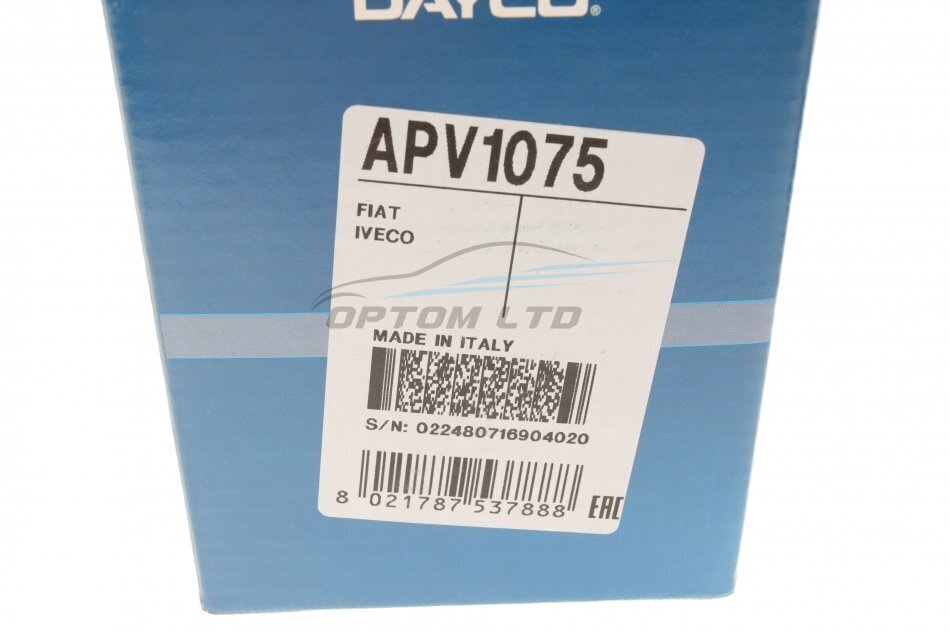 DAYCO®
APV1075
FIAT
IVECO
OPTOM LTD
MADE IN ITALY
S/N: 022480716904020
8 021787 537888
EAC